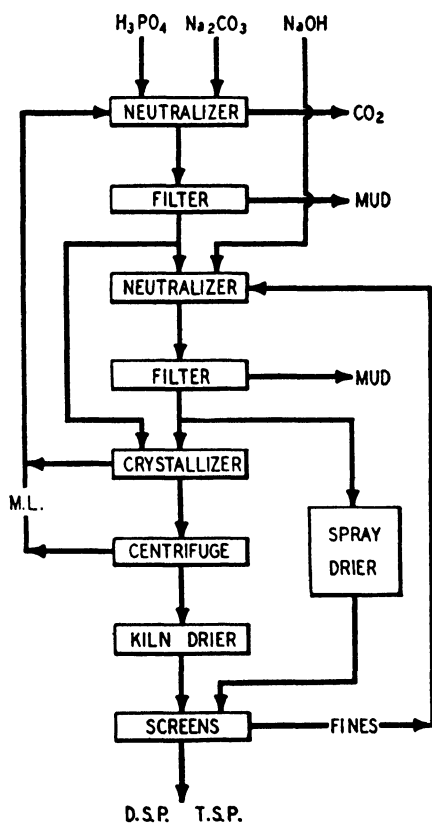 H₃PO₄ Na₂CO₃ NaOH
NEUTRALIZER CO₂
FILTER MUD
NEUTRALIZER
FILTER MUD
CRYSTALLIZER
M.L.
CENTRIFUGE
SPRAY
DRIER
KILN DRIER
SCREENS FINES
D.S.P. T.S.P.